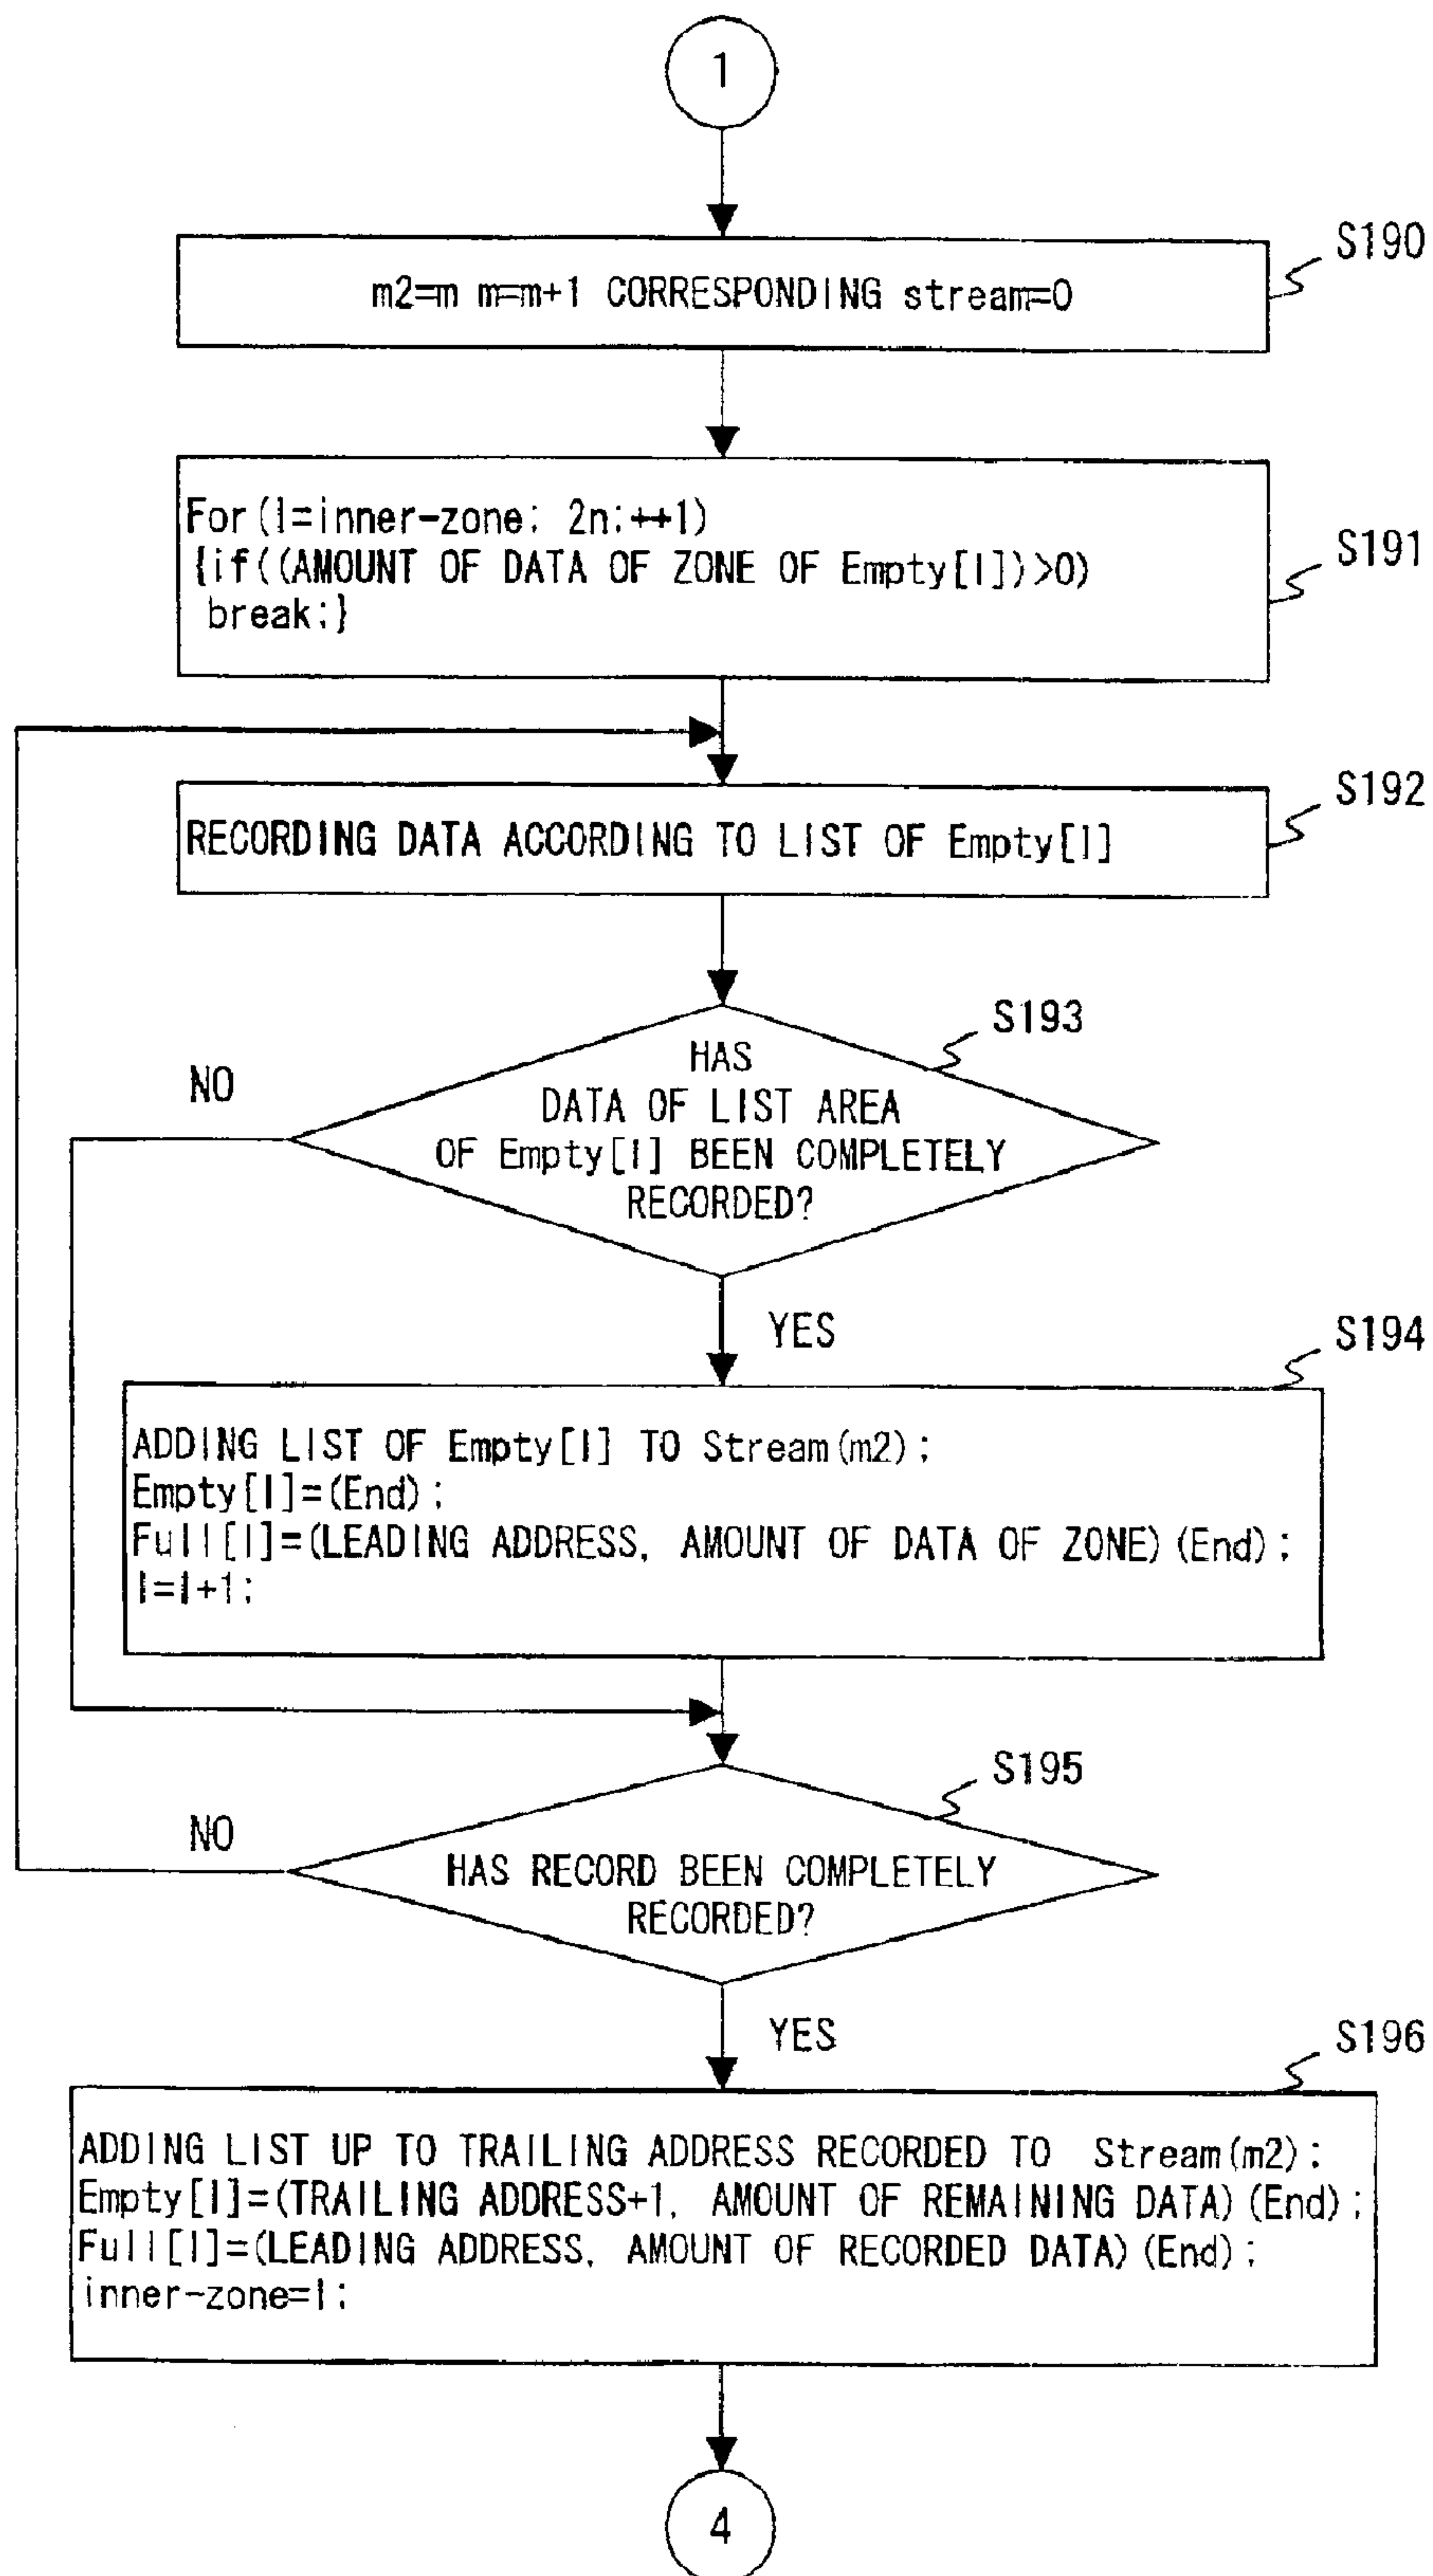 1
S190
m2=m m=m+1 CORRESPONDING stream=0
S191
For(l=inner-zone; 2n;++l)
{if((AMOUNT OF DATA OF ZONE OF Empty[l])>0)
break;}
S192
RECORDING DATA ACCORDING TO LIST OF Empty[l]
S193
HAS
DATA OF LIST AREA
OF Empty[l] BEEN COMPLETELY
RECORDED?
NO
YES
S194
ADDING LIST OF Empty[l] TO Stream(m2);
Empty[l]=(End);
Full[l]=(LEADING ADDRESS, AMOUNT OF DATA OF ZONE)(End);
l=l+1;
S195
HAS RECORD BEEN COMPLETELY
RECORDED?
NO
YES
S196
ADDING LIST UP TO TRAILING ADDRESS RECORDED TO Stream(m2);
Empty[l]=(TRAILING ADDRESS+1, AMOUNT OF REMAINING DATA)(End);
Full[l]=(LEADING ADDRESS, AMOUNT OF RECORDED DATA)(End);
inner-zone=l;
4